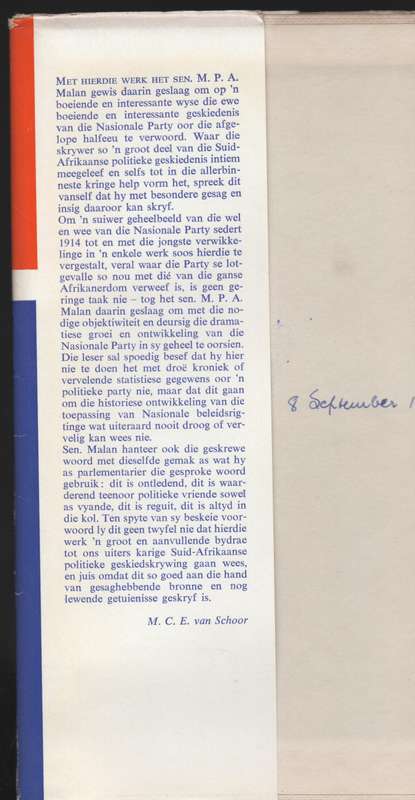 MET HIERDIE WERK HET SEN. M. P. A.
Malan gewis daarin geslaag om op 'n
boeiende en interessante wyse die ewe
boeiende en interessante geskiedenis
van die Nasionale Party oor die afge-
lope halfeeu te verwoord. Waar die
skrywer so 'n groot deel van die Suid-
Afrikaanse politieke geskiedenis intiem
meegeleef en selfs tot in die allerbin-
neste kringe help vorm het, spreek dit
vanself dat hy met besondere gesag en
insig daaroor kan skryf.
Om 'n suiwer geheelbeeld van die wel
en wee van die Nasionale Party sedert
1914 tot en met die jongste verwikke-
linge in 'n enkele werk soos hierdie te
vergestalt, veral waar die Party se lot-
gevalle so nou met dié van die ganse
Afrikanerdom verweef is, is geen ge-
ringe taak nie – tog het sen. M. P. A.
Malan daarin geslaag om met die no-
dige objektiwiteit en deursig die drama-
tiese groei en ontwikkeling van die
Nasionale Party in sy geheel te oorsien.
Die leser sal spoedig besef dat hy hier
nie te doen het met droë kroniek of
vervelende statistiese gegewens oor 'n
politieke party nie, maar dat dit gaan
om die historiese ontwikkeling van die
toepassing van Nasionale beleidsrig-
tinge wat uiteraard nooit droog of ver-
velig kan wees nie.
Sen. Malan hanteer ook die geskrewe
woord met dieselfde gemak as wat hy
as parlementarier die gesproke woord
gebruik: dit is ontledend, dit is waar-
derend teenoor politieke vriende sowel
as vyande, dit is reguit, dit is altyd in
die kol. Ten spyte van sy beskeie voor-
woord ly dit geen twyfel nie dat hierdie
werk 'n groot en aanvullende bydrae
tot ons uiters karige Suid-Afrikaanse
politieke geskiedskrywing gaan wees,
en juis omdat dit so goed aan die hand
van gesaghebbende bronne en nog
lewende getuienisse geskryf is.
M. C. E. van Schoor
8 September 1